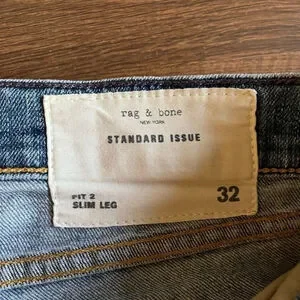 rag & bone
NEW YORK
STANDARD ISSUE
FIT 2
SLIM LEG
32